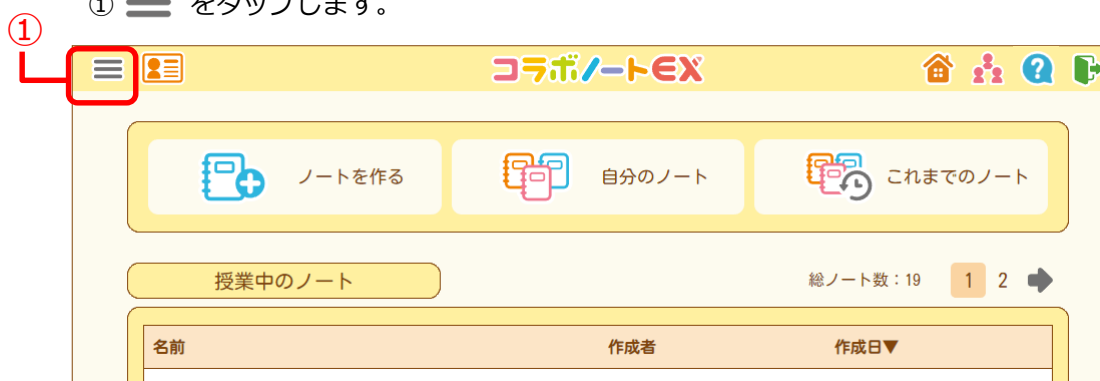 ① をタップします。
①
コラボノートEX
ノートを作る
自分のノート
これまでのノート
授業中のノート
総ノート数：19 1 2
名前 作成者 作成日▼